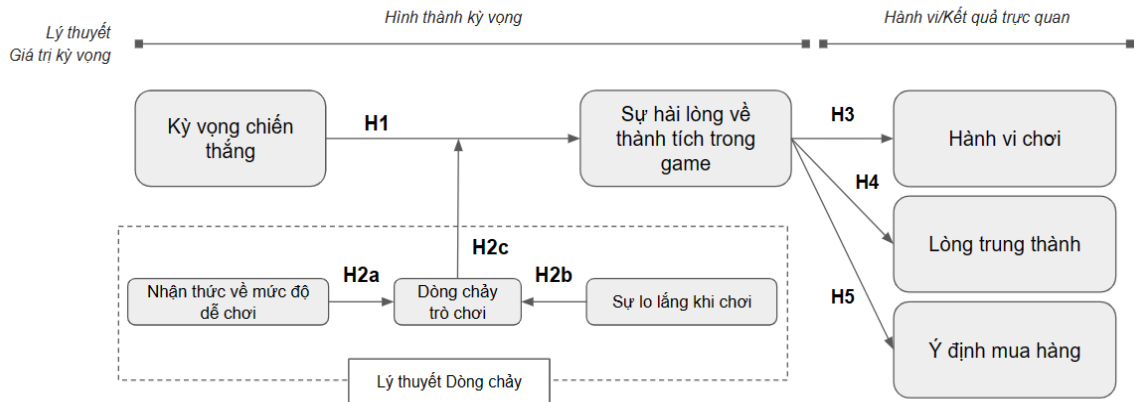 Lý thuyết
Giá trị kỳ vọng
Hình thành kỳ vọng
Hành vi/Kết quả trực quan
Kỳ vọng chiến
thắng
H1
Sự hài lòng về
thành tích trong
game
H3
Hành vi chơi
H4
Lòng trung thành
H5
Ý định mua hàng
H2c
Nhận thức về mức độ
dễ chơi
H2a
Dòng chảy
trò chơi
H2b
Sự lo lắng khi chơi
Lý thuyết Dòng chảy